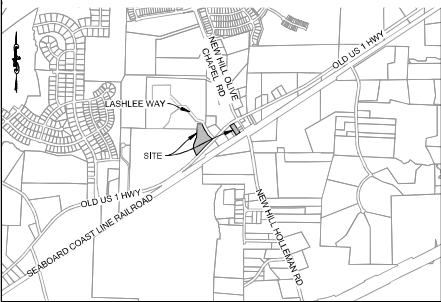 OLD US 1 HWY
NEW HILL OLIVE
CHAPEL RD
LASHLEE WAY
SITE
OLD US 1 HWY
SEABOARD COAST LINE RAILROAD
NEW HILL HOLLEMAN RD